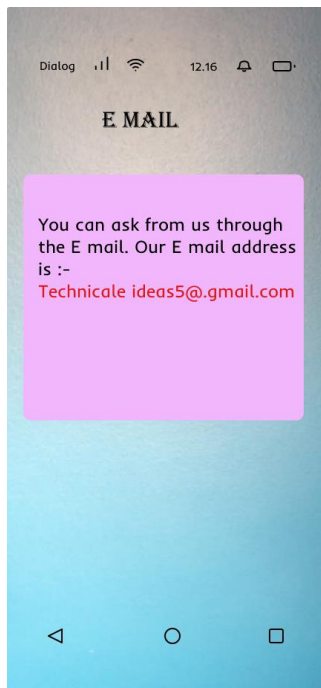 Dialog 12.16
E MAIL
You can ask from us through
the E mail. Our E mail address
is :-
Technicale ideas5@.gmail.com